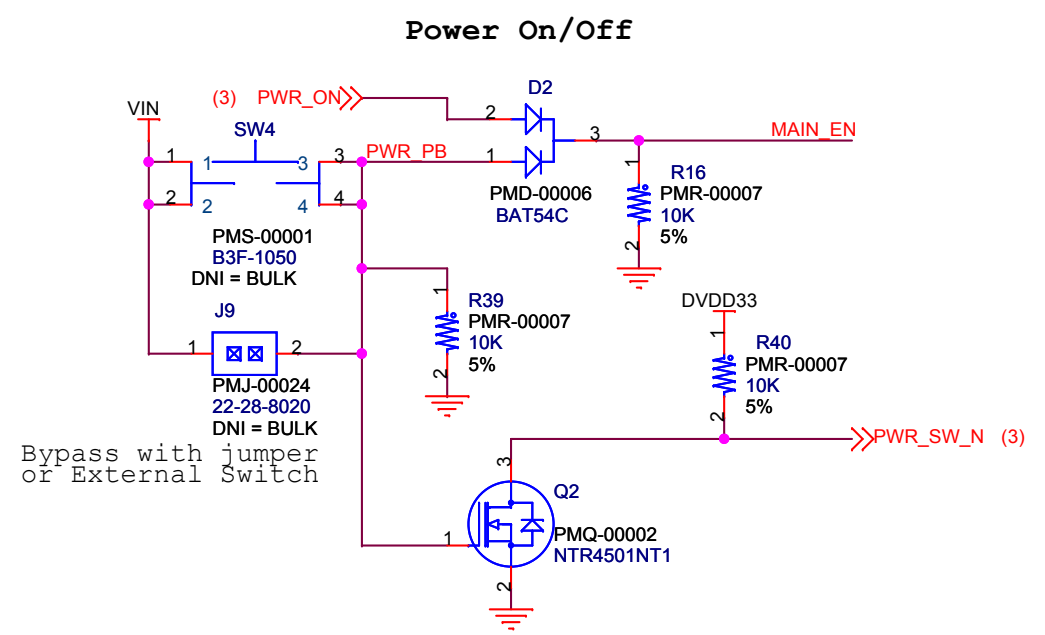 Power On/Off
D2
(3) PWR_ON
VIN
2
SW4
3
MAIN_EN
1
1
3
3
PWR_PB
1
1
R16
2
2
4
4
PMD-00006
PMR-00007
BAT54C
10K
PMS-00001
5%
B3F-1050
2
DNI = BULK
1
R39
DVDD33
J9
PMR-00007
1
10K
1
2
5%
R40
PMR-00007
2
10K
PMJ-00024
5%
22-28-8020
2
DNI = BULK
Bypass with jumper
or External Switch
PWR_SW_N (3)
3
Q2
1
PMQ-00002
NTR4501NT1
2